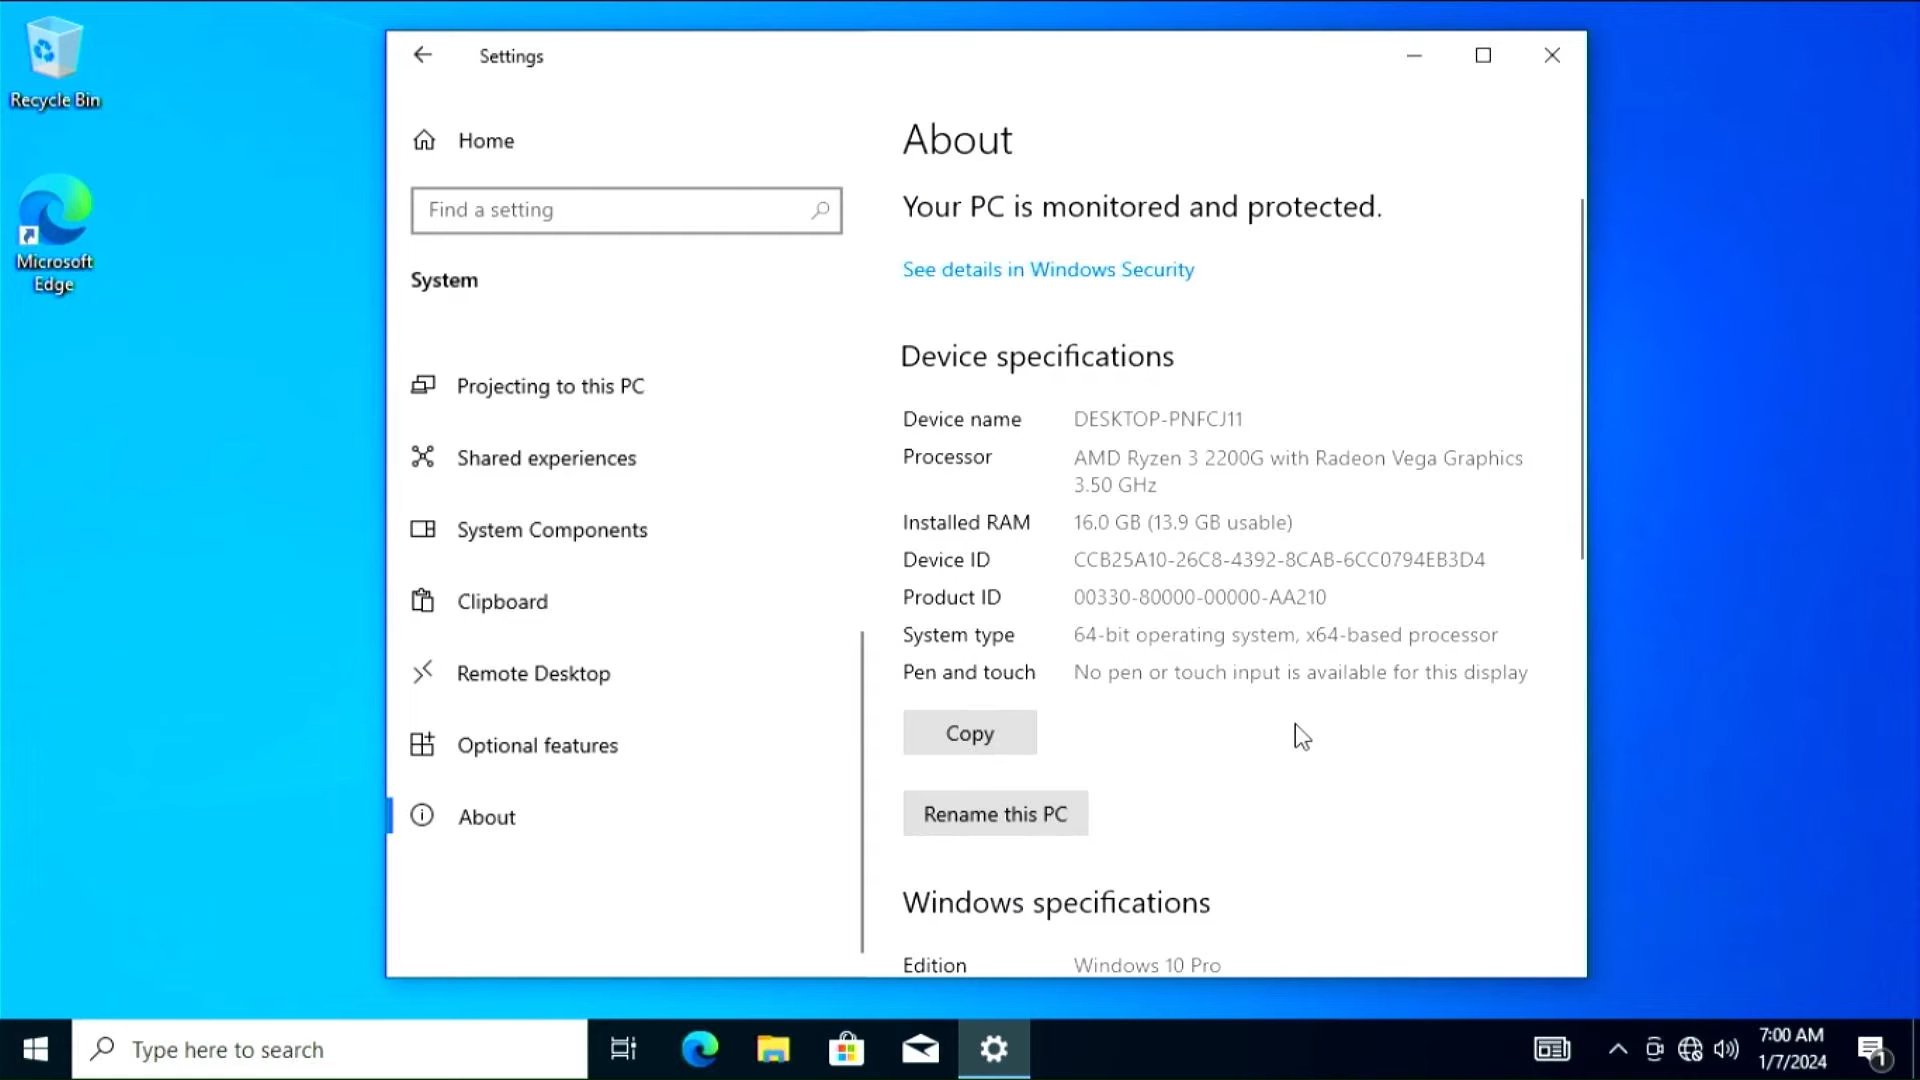 Recycle Bin
Microsoft
Edge
Settings
Home
Find a setting
System
Projecting to this PC
Shared experiences
System Components
Clipboard
Remote Desktop
Optional features
About
About
Your PC is monitored and protected.
See details in Windows Security
Device specifications
Device name DESKTOP-PNFCJ11
Processor AMD Ryzen 3 2200G with Radeon Vega Graphics
3.50 GHz
Installed RAM 16.0 GB (13.9 GB usable)
Device ID CCB25A10-26C8-4392-8CAB-6CC0794EB3D4
Product ID 00330-80000-00000-AA210
System type 64-bit operating system, x64-based processor
Pen and touch No pen or touch input is available for this display
Copy
Rename this PC
Windows specifications
Edition Windows 10 Pro
Type here to search
7:00 AM
1/7/2024
1